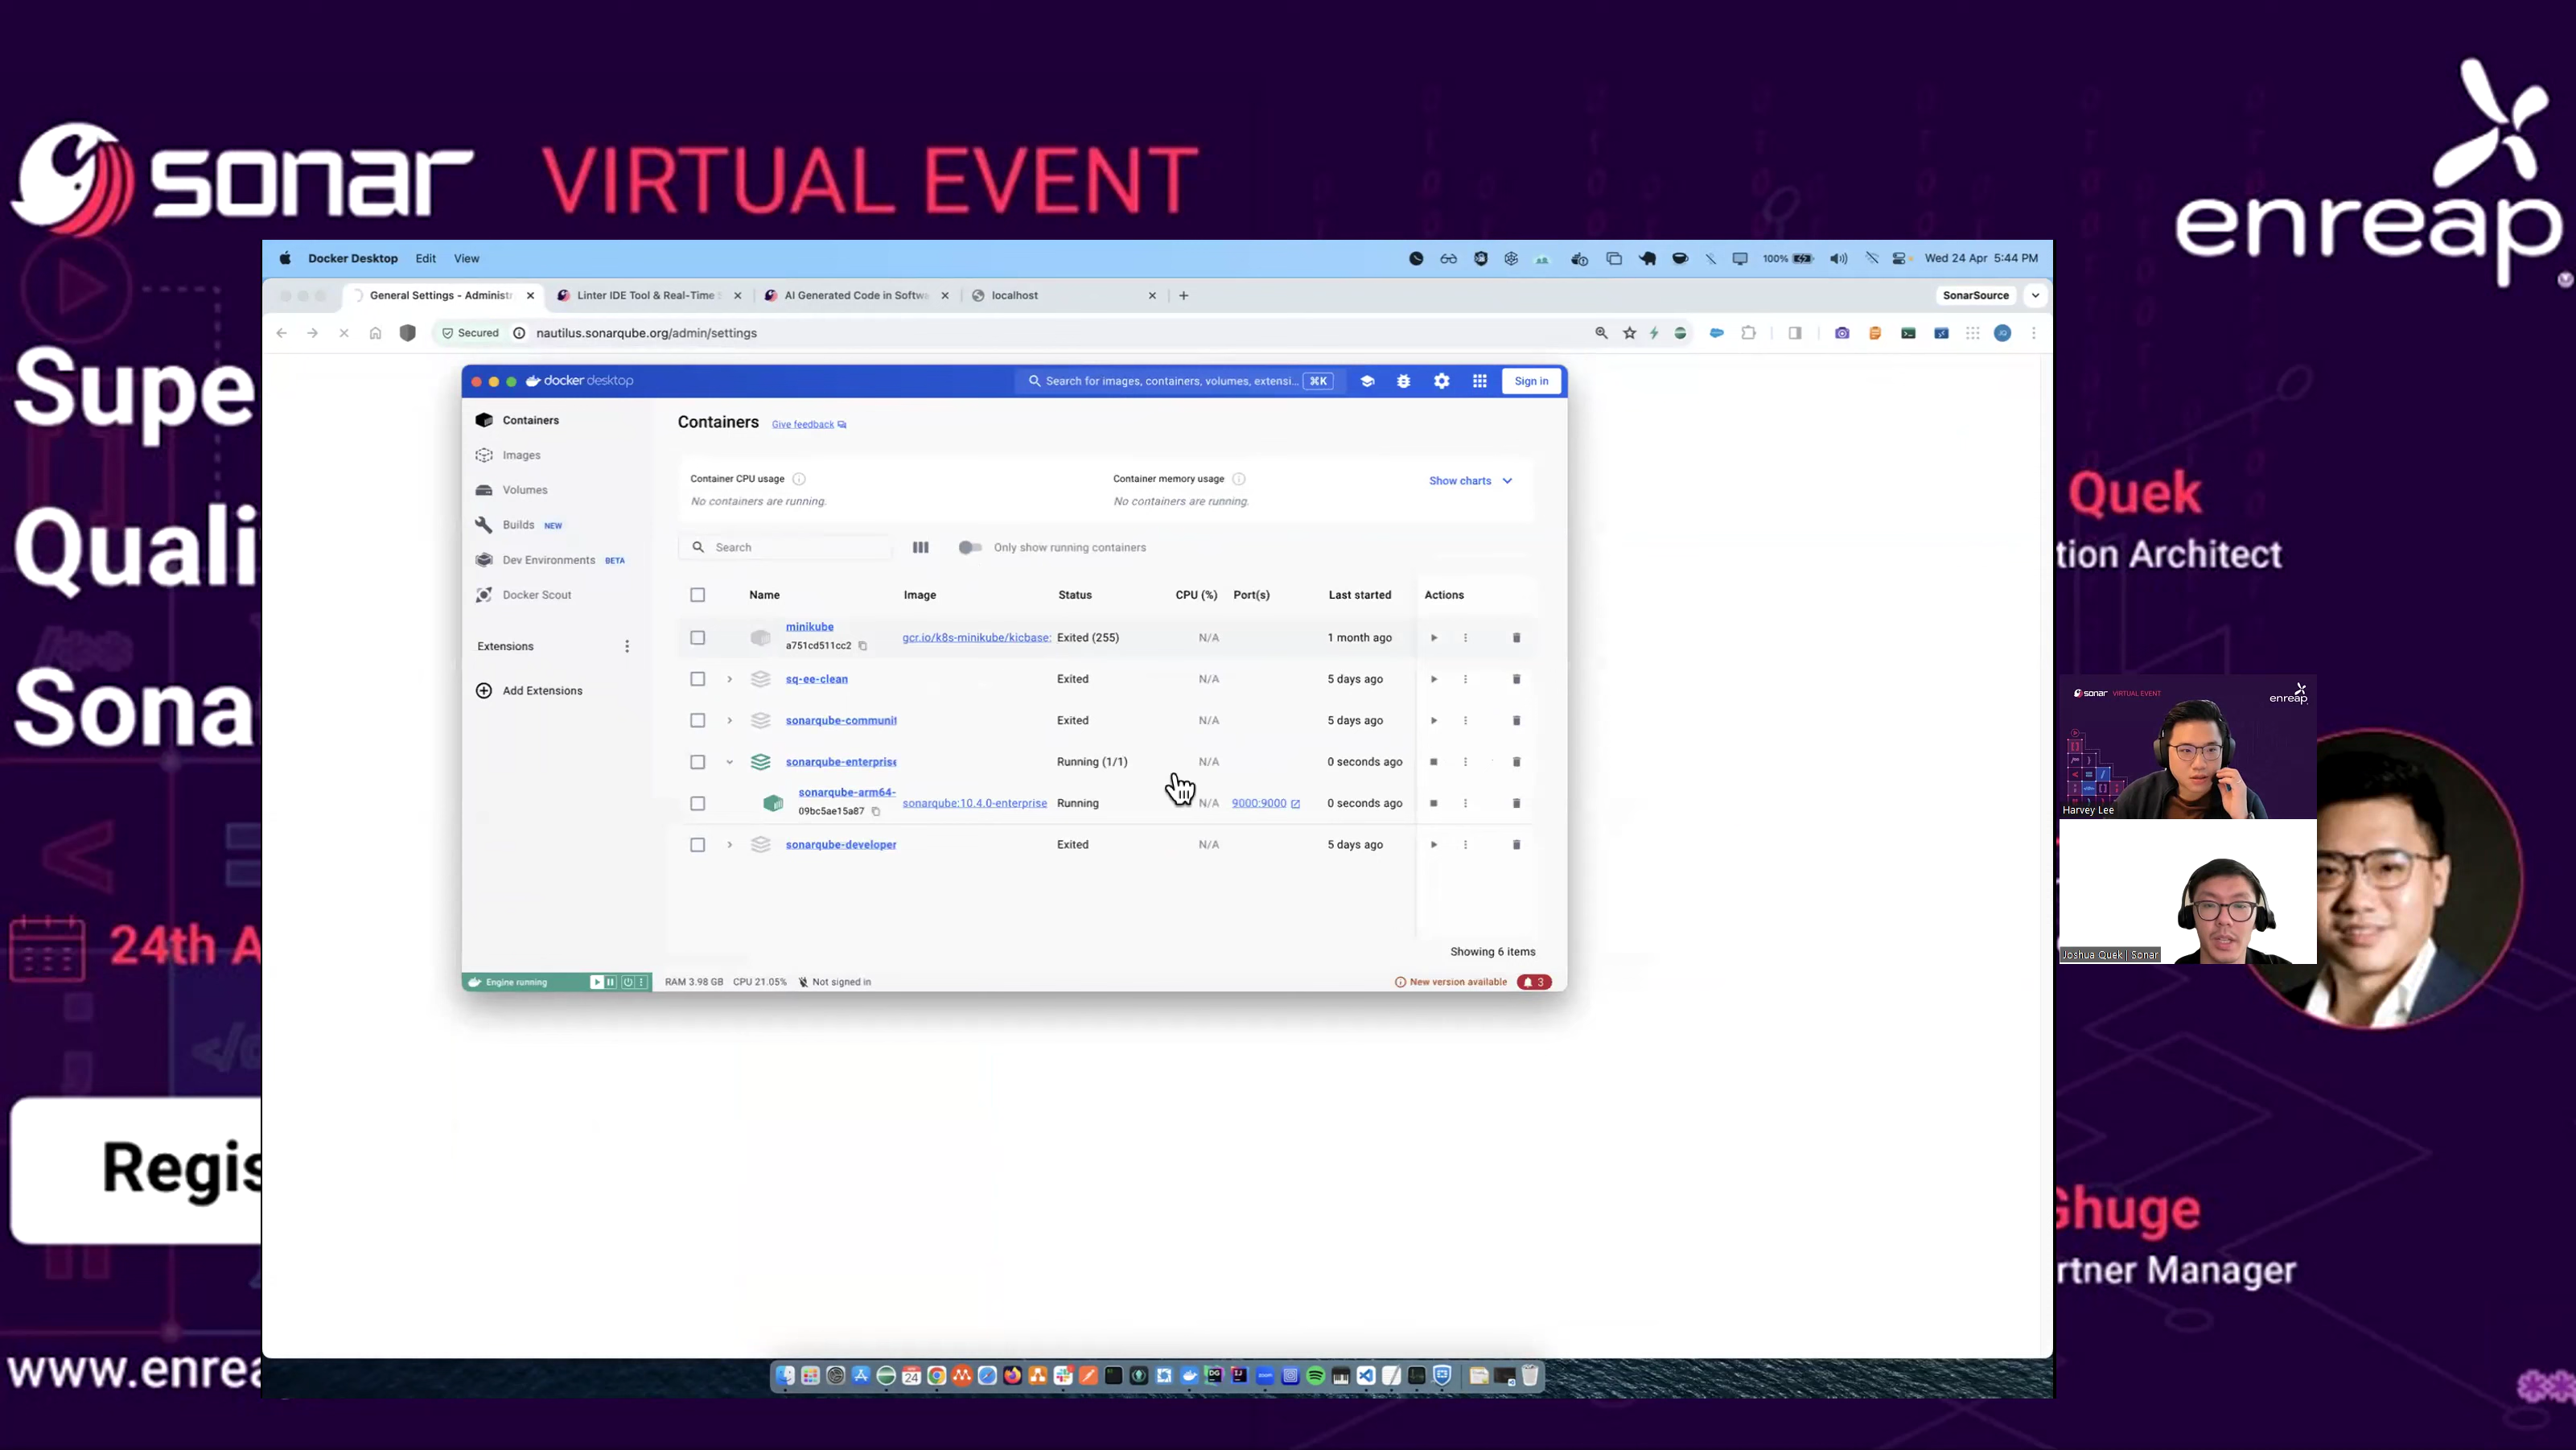 sonar VIRTUAL EVENT
enreap
Supe
Quali
Sona
24th A
Regis
www.enrea
Docker Desktop Edit View
100% Wed 24 Apr 5:44 PM
General Settings - Administr
Linter IDE Tool & Real-Time
AI Generated Code in Softwa
localhost
SonarSource
Secured nautilus.sonarqube.org/admin/settings
docker desktop
Search for images, containers, volumes, extensi... ⌘K
Sign in
Containers
Images
Volumes
Builds NEW
Dev Environments BETA
Docker Scout
Extensions
Add Extensions
Containers Give feedback
Container CPU usage
No containers are running.
Container memory usage
No containers are running.
Show charts
Search
Only show running containers
Name Image Status CPU (%) Port(s) Last started Actions
minikube
a751cd511cc2
gcr.io/k8s-minikube/kicbase: Exited (255) N/A 1 month ago
sq-ee-clean Exited N/A 5 days ago
sonarqube-communit Exited N/A 5 days ago
sonarqube-enterprise Running (1/1) N/A 0 seconds ago
sonarqube-arm64-
09bc5ae15a87
sonarqube:10.4.0-enterprise Running N/A 9000:9000 0 seconds ago
sonarqube-developer Exited N/A 5 days ago
Showing 6 items
Engine running
RAM 3.98 GB CPU 21.05% Not signed in
New version available 3
Quek
tion Architect
sonar VIRTUAL EVENT
enreap
Harvey Lee
Joshua Quek | Sonar
Ghuge
rtner Manager
24